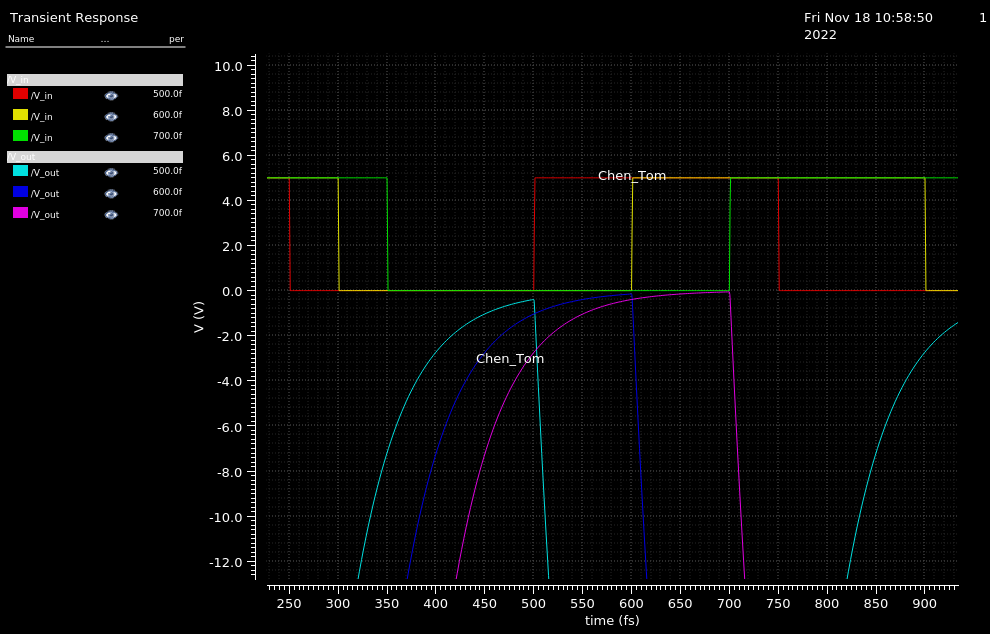 Transient Response
Fri Nov 18 10:58:50 1
2022
Name ... per
/V_in
/V_in 500.0f
/V_in 600.0f
/V_in 700.0f
/V_out
/V_out 500.0f
/V_out 600.0f
/V_out 700.0f
V (V)
10.0
8.0
6.0
4.0
2.0
0.0
-2.0
-4.0
-6.0
-8.0
-10.0
-12.0
Chen_Tom
Chen_Tom
250 300 350 400 450 500 550 600 650 700 750 800 850 900
time (fs)